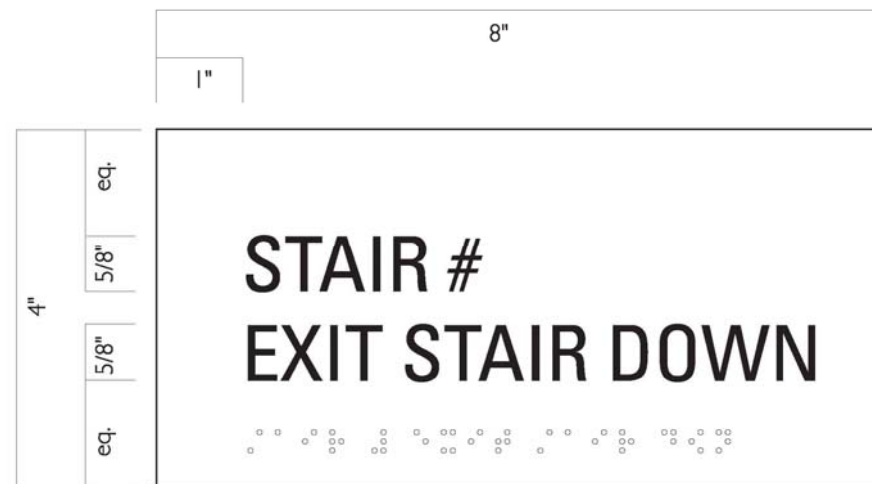 8"
1"
eq.
5/8"
4"
5/8"
eq.
STAIR #
EXIT STAIR DOWN